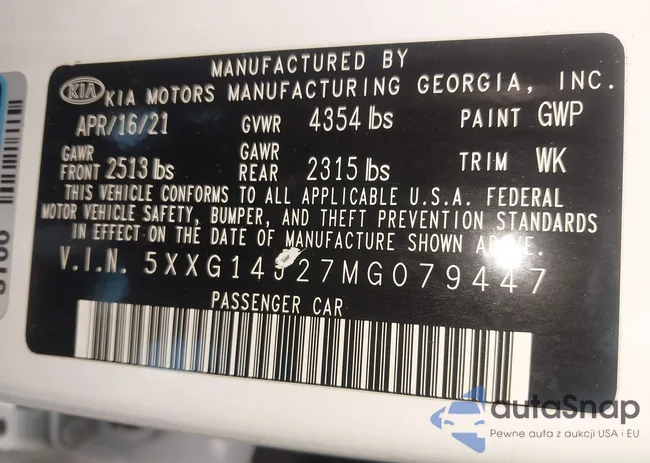 MANUFACTURED BY
KIA KIA MOTORS MANUFACTURING GEORGIA, INC.
APR/16/21 GVWR 4354 lbs PAINT GWP
GAWR FRONT 2513 lbs GAWR REAR 2315 lbs TRIM WK
THIS VEHICLE CONFORMS TO ALL APPLICABLE U.S.A. FEDERAL
MOTOR VEHICLE SAFETY, BUMPER, AND THEFT PREVENTION STANDARDS
IN EFFECT ON THE DATE OF MANUFACTURE SHOWN ABOVE.
V.I.N. 5XXG14J27MG079447
PASSENGER CAR
autaSnap
Pewne auta z aukcji USA i EU